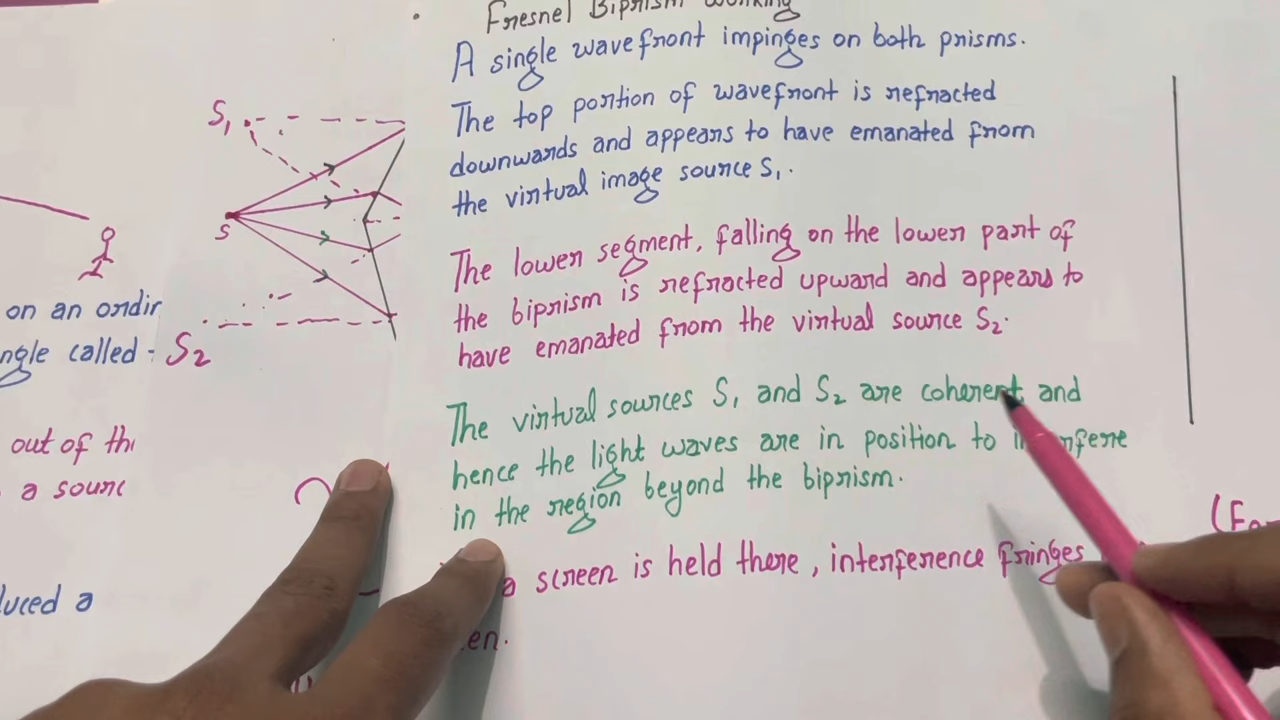 Fresnel Biprism working
A single wavefront impinges on both prisms.
The top portion of wavefront is refracted
downwards and appears to have emanated from
the virtual image source S1.
The lower segment, falling on the lower part of
the biprism is refracted upward and appears to
have emanated from the virtual source S2.
The virtual sources S1 and S2 are coherent and
hence the light waves are in position to interfere
in the region beyond the biprism.
a screen is held there, interference fringes
S1
S
S2
on an ordin
ngle called -
out of the
a sourc
duced a